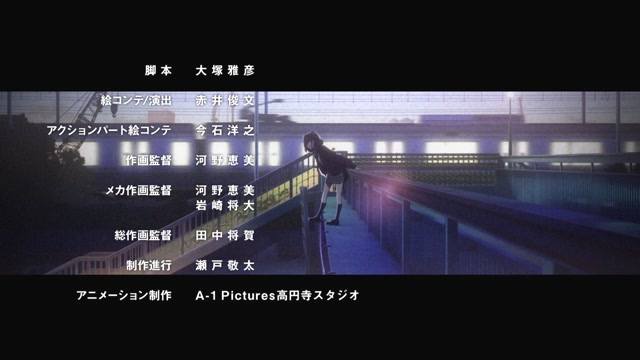 脚本 大塚雅彦
絵コンテ/演出 赤井俊文
アクションパート絵コンテ 今石洋之
作画監督 河野恵美
メカ作画監督 河野恵美
岩崎将大
総作画監督 田中将賀
制作進行 瀬戸敬太
アニメーション制作 A-1 Pictures高円寺スタジオ